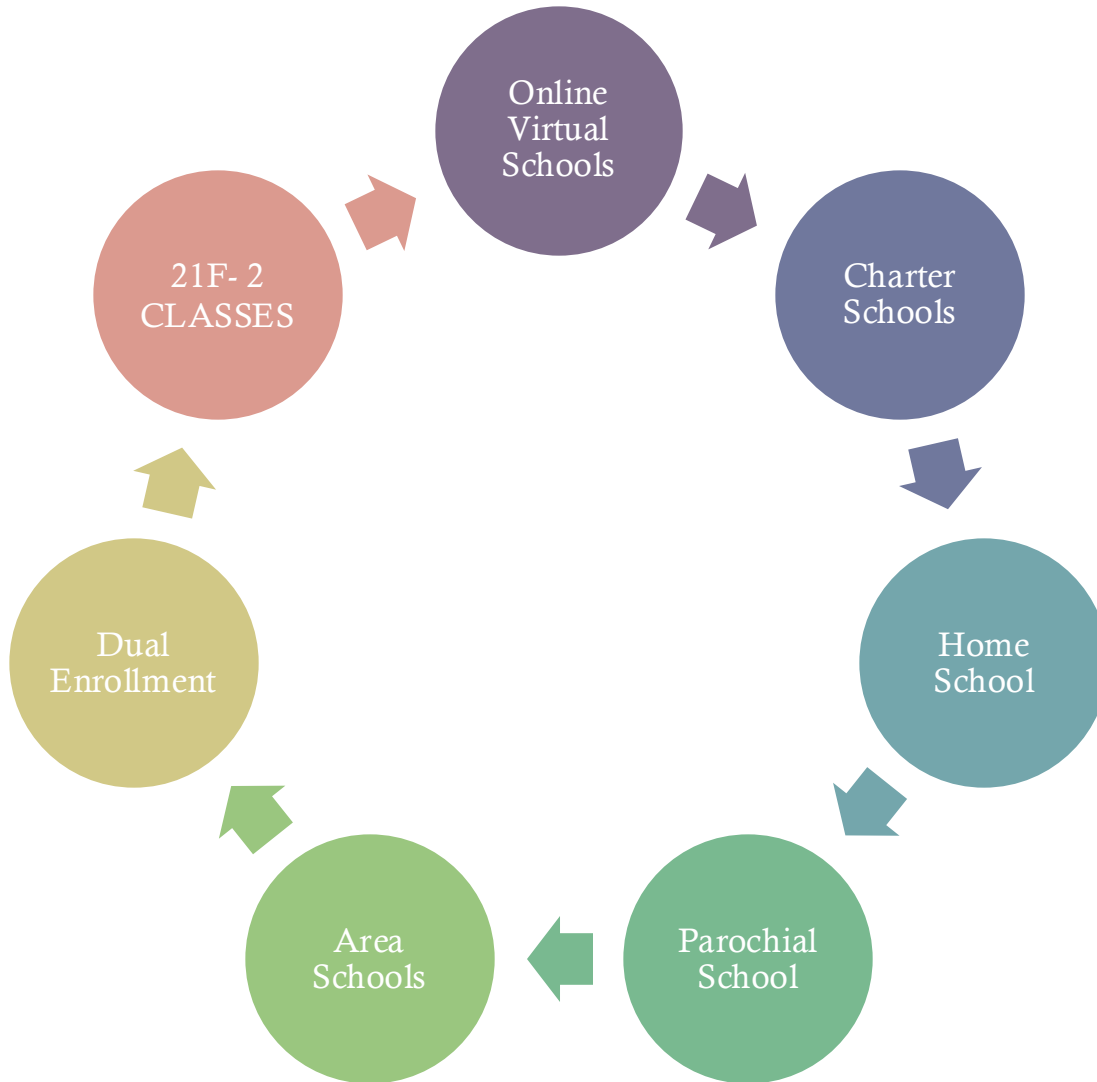 Online
Virtual
Schools
Charter
Schools
Home
School
Parochial
School
Area
Schools
Dual
Enrollment
21F- 2
CLASSES